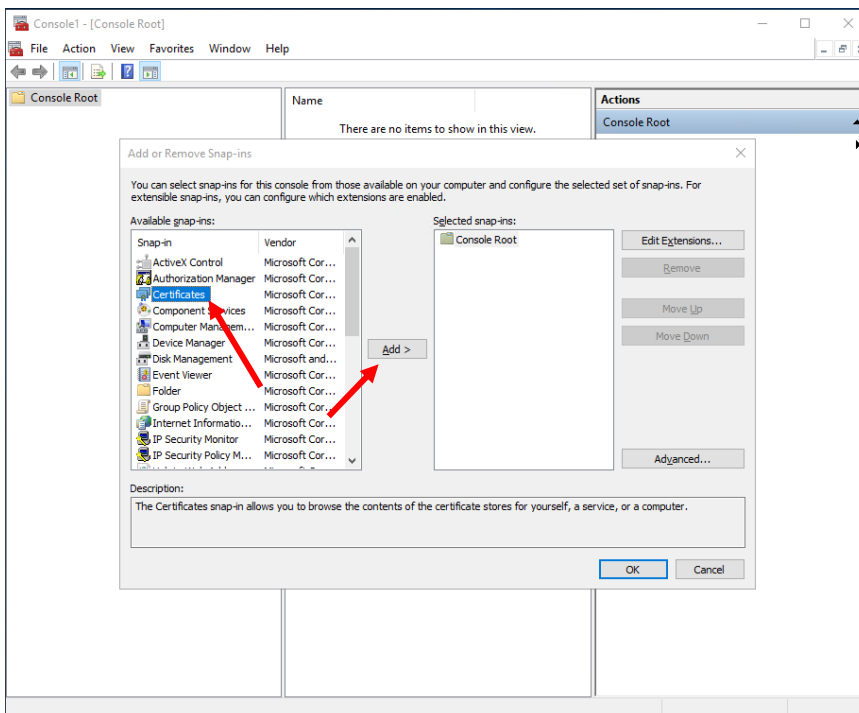 Console1 - [Console Root]
File Action View Favorites Window Help
Console Root
Name
There are no items to show in this view.
Actions
Console Root
Add or Remove Snap-ins
You can select snap-ins for this console from those available on your computer and configure the selected set of snap-ins. For
extensible snap-ins, you can configure which extensions are enabled.
Available snap-ins:
Snap-in Vendor
ActiveX Control Microsoft Cor...
Authorization Manager Microsoft Cor...
Certificates Microsoft Cor...
Component Services Microsoft Cor...
Computer Managem... Microsoft Cor...
Device Manager Microsoft Cor...
Disk Management Microsoft and...
Event Viewer Microsoft Cor...
Folder Microsoft Cor...
Group Policy Object ... Microsoft Cor...
Internet Informatio... Microsoft Cor...
IP Security Monitor Microsoft Cor...
IP Security Policy M... Microsoft Cor...
Add >
Selected snap-ins:
Console Root
Edit Extensions...
Remove
Move Up
Move Down
Advanced...
Description:
The Certificates snap-in allows you to browse the contents of the certificate stores for yourself, a service, or a computer.
OK Cancel